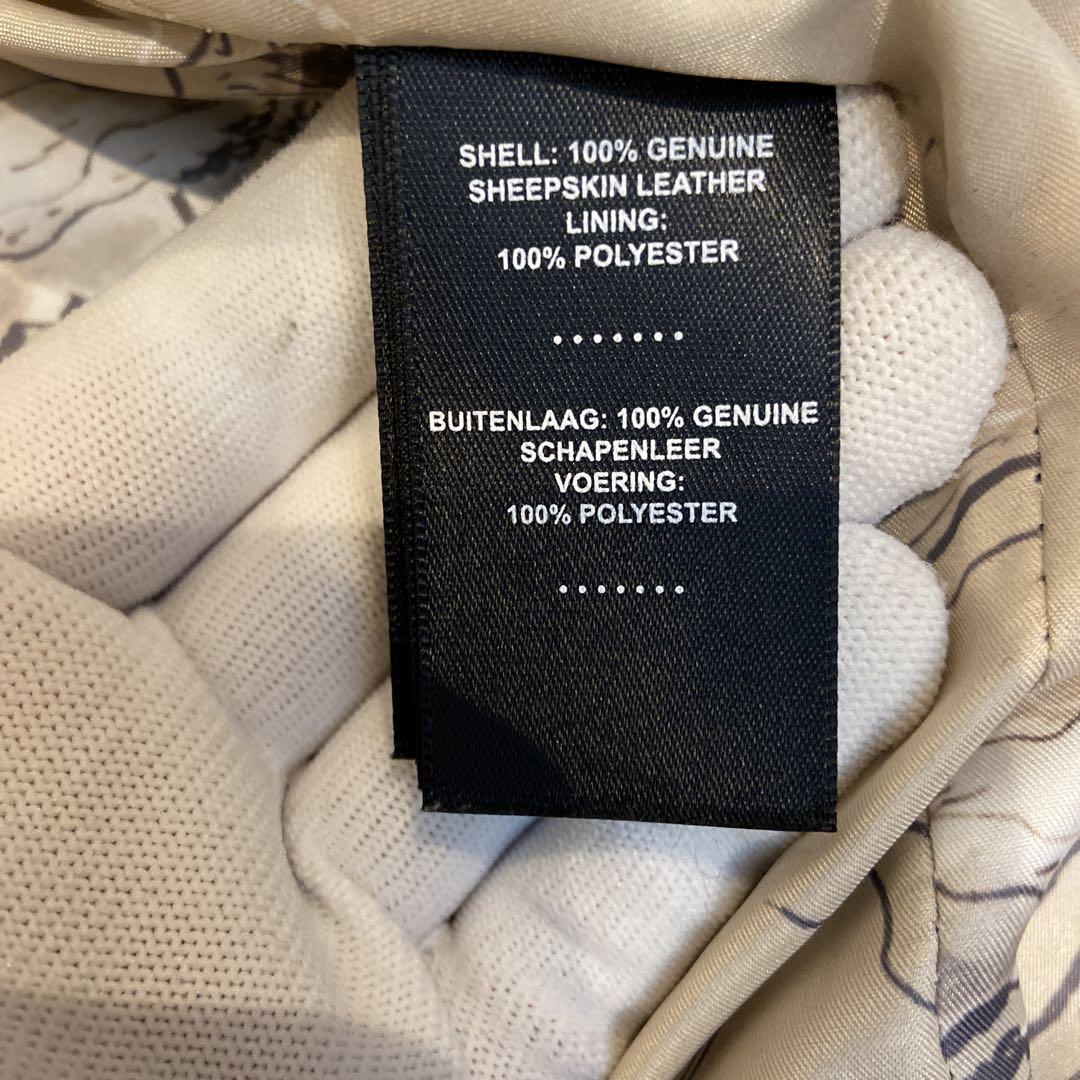 SHELL: 100% GENUINE
SHEEPSKIN LEATHER
LINING:
100% POLYESTER
.......
BUITENLAAG: 100% GENUINE
SCHAPENLEER
VOERING:
100% POLYESTER
.......